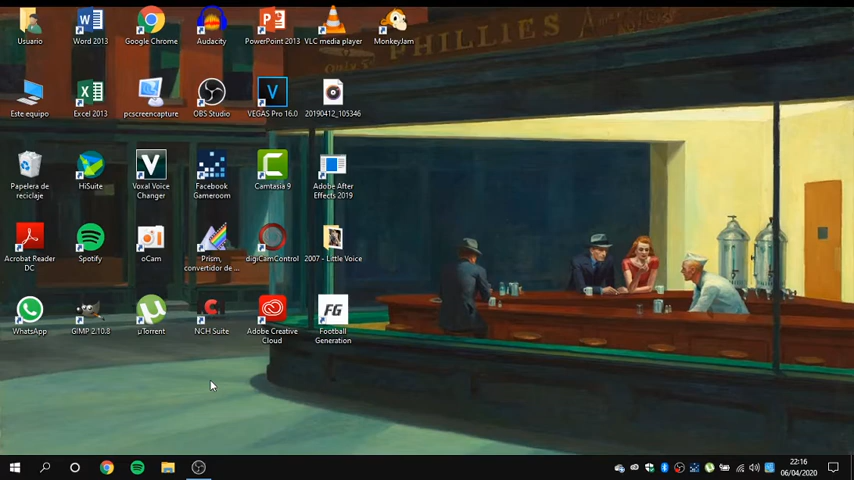 PHILLIES
Usuario
Word 2013
Google Chrome
Audacity
PowerPoint 2013
VLC media player
MonkeyJam
Este equipo
Excel 2013
pcscreencapture
OBS Studio
VEGAS Pro 16.0
20190412_105346
Papelera de
reciclaje
HiSuite
Voxal Voice
Changer
Facebook
Gameroom
Camtasia 9
Adobe After
Effects 2019
Acrobat Reader
DC
Spotify
oCam
Prism,
convertidor de ...
digiCamControl
2007 - Little Voice
WhatsApp
GIMP 2.10.8
µTorrent
NCH Suite
Adobe Creative
Cloud
FG
Football
Generation
22:16
06/04/2020